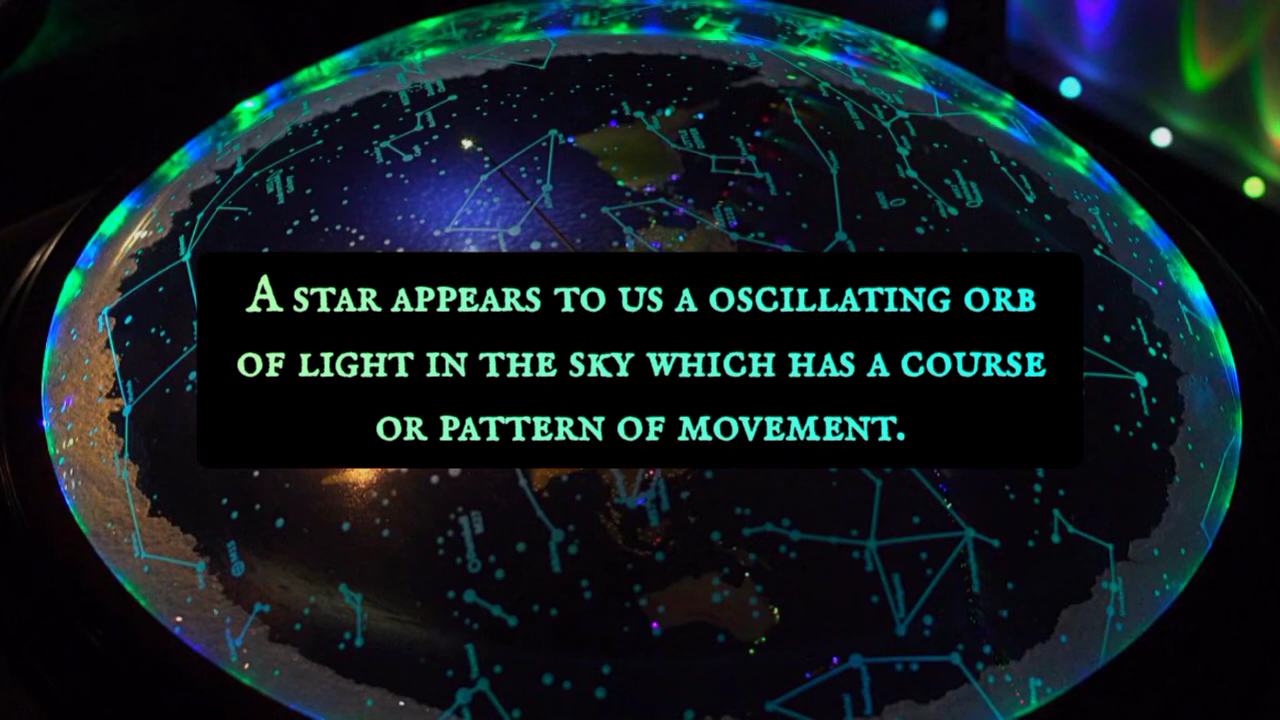 A star appears to us a oscillating orb
of light in the sky which has a course
or pattern of movement.